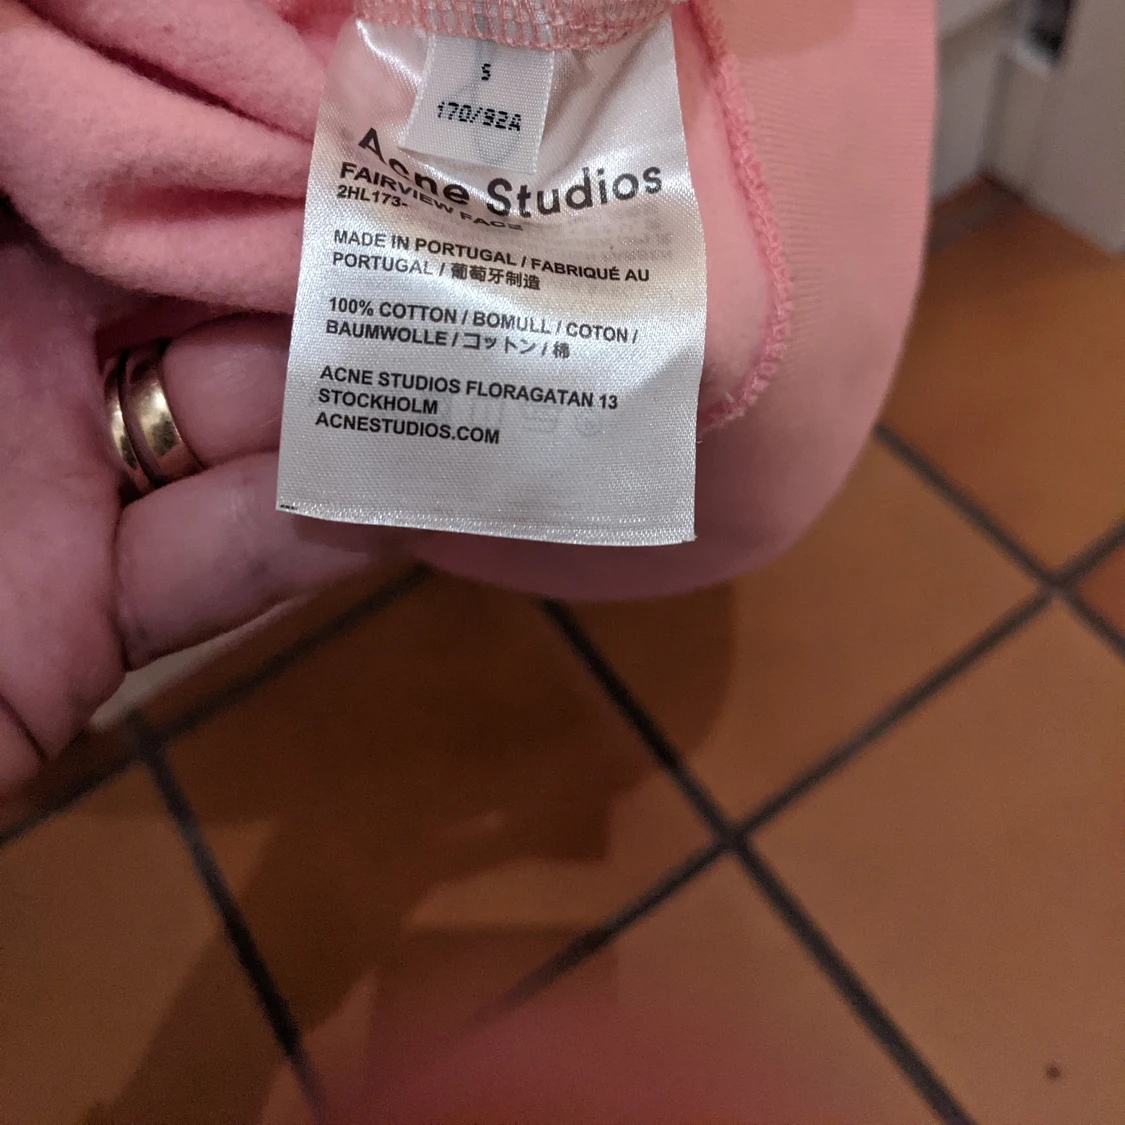 S
170/92A
Acne Studios
FAIRVIEW FACE
2HL173-
MADE IN PORTUGAL / FABRIQUÉ AU
PORTUGAL / 葡萄牙制造
100% COTTON / BOMULL / COTON /
BAUMWOLLE / コットン / 棉
ACNE STUDIOS FLORAGATAN 13
STOCKHOLM
ACNESTUDIOS.COM